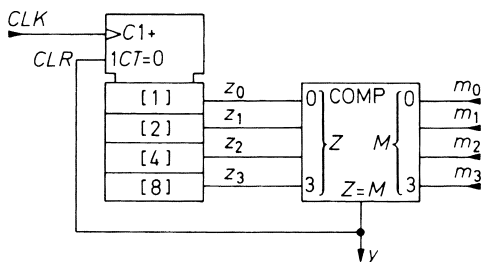 CLK
C1+
CLR
1CT=0
[1]
[2]
[4]
[8]
z0
z1
z2
z3
0 COMP 0
Z M
3 3
Z=M
m0
m1
m2
m3
y